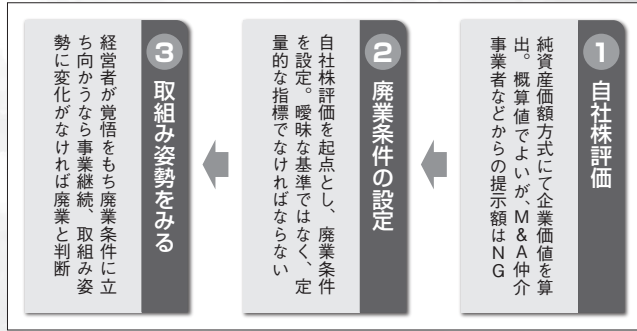 1 自社株評価
純資産価額方式にて企業価値を算
出。概算値でよいが、M&A仲介
事業者などからの提示額はNG
2 廃業条件の設定
自社株評価を起点とし、廃業条件
を設定。曖昧な基準ではなく、定
量的な指標でなければならない
3 取組み姿勢をみる
経営者が覚悟をもち廃業条件に立
ち向かうなら事業継続、取組み姿
勢に変化がなければ廃業と判断